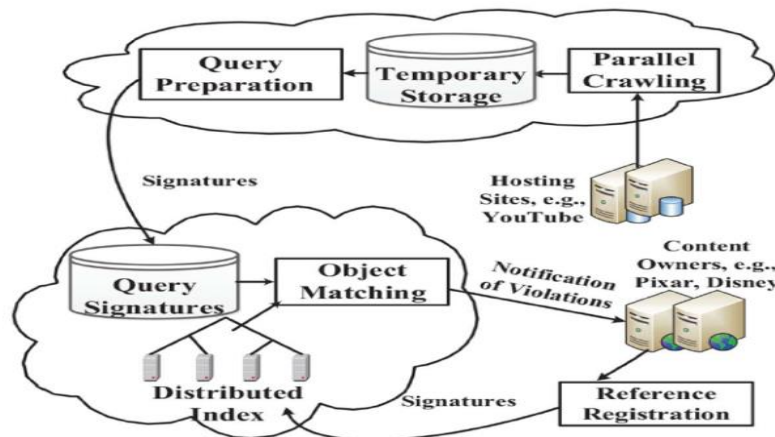 Query
Preparation
Temporary
Storage
Parallel
Crawling
Signatures
Hosting
Sites, e.g.,
YouTube
Query
Signatures
Object
Matching
Notification
of Violations
Content
Owners, e.g.,
Pixar, Disney
Distributed
Index
Signatures
Reference
Registration